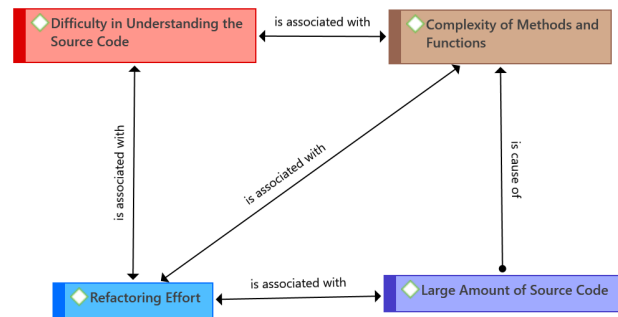 Difficulty in Understanding the
Source Code
is associated with
Complexity of Methods and
Functions
is associated with
is associated with
is cause of
Refactoring Effort
is associated with
Large Amount of Source Code